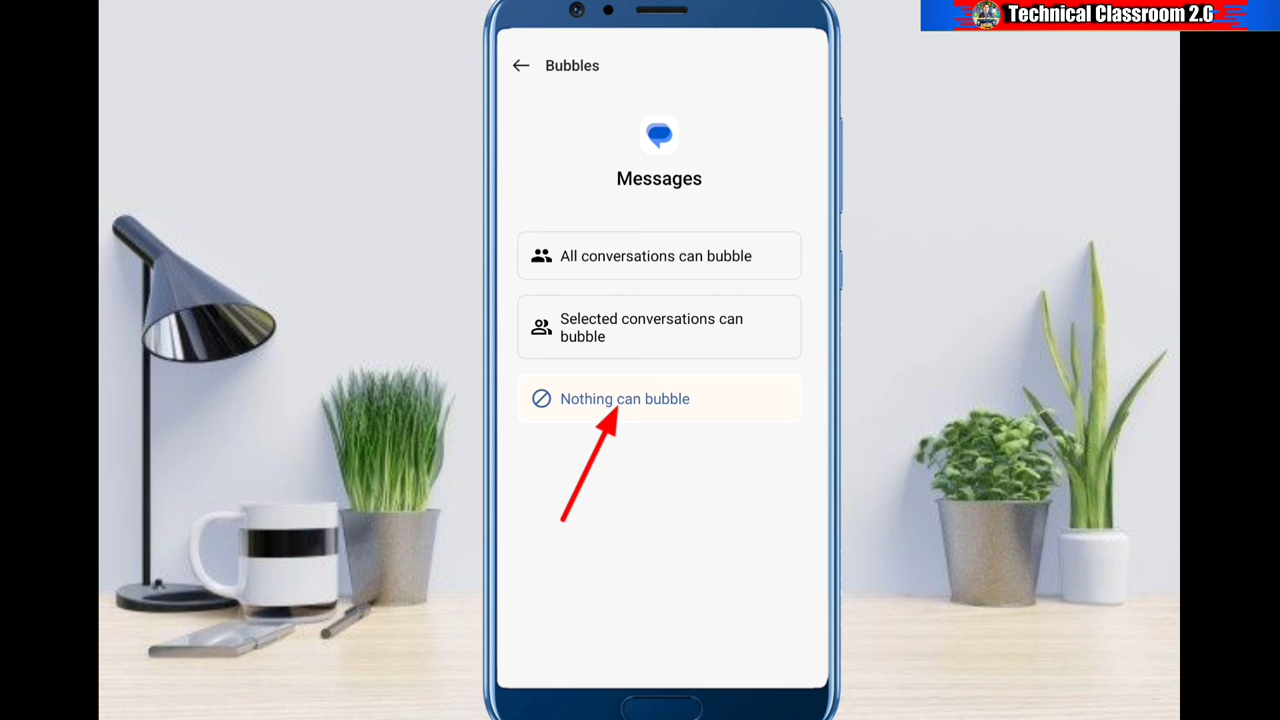 Technical Classroom 2.0
Bubbles
Messages
All conversations can bubble
Selected conversations can
bubble
Nothing can bubble